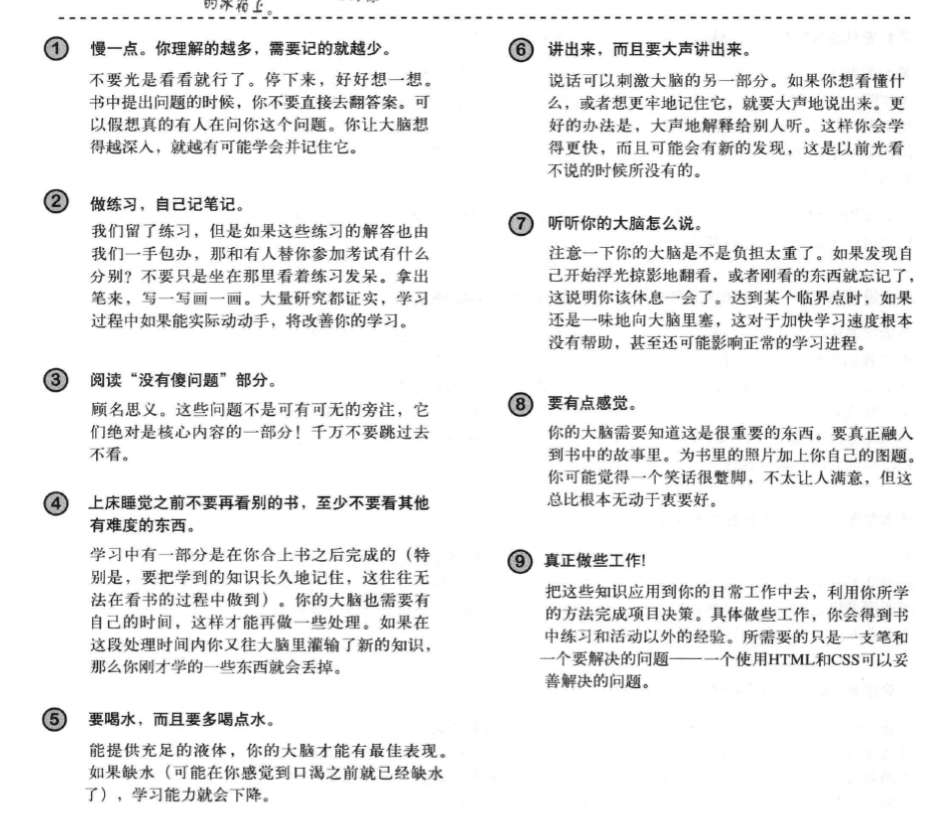 的冰箱上。
① 慢一点。你理解的越多，需要记的就越少。
不要光是看看就行了。停下来，好好想一想。
书中提出问题的时候，你不要直接去翻答案。可
以假想真的有人在问你这个问题。你让大脑想
得越深入，就越有可能学会并记住它。
② 做练习，自己记笔记。
我们留了练习，但是如果这些练习的解答也由
我们一手包办，那和有人替你参加考试有什么
分别？不要只是坐在那里看着练习发呆。拿出
笔来，写一写画一画。大量研究都证实，学习
过程中如果能实际动动手，将改善你的学习。
③ 阅读“没有傻问题”部分。
顾名思义。这些问题不是可有可无的旁注，它
们绝对是核心内容的一部分！千万不要跳过去
不看。
④ 上床睡觉之前不要再看别的书，至少不要看其他
有难度的东西。
学习中有一部分是在你合上书之后完成的（特
别是，要把学到的知识长久地记住，这往往无
法在看书的过程中做到）。你的大脑也需要有
自己的时间，这样才能再做一些处理。如果在
这段处理时间内你又往大脑里灌输了新的知识，
那么你刚才学的一些东西就会丢掉。
⑤ 要喝水，而且要多喝点水。
能提供充足的液体，你的大脑才能有最佳表现。
如果缺水（可能在你感觉到口渴之前就已经缺水
了），学习能力就会下降。
⑥ 讲出来，而且要大声讲出来。
说话可以刺激大脑的另一部分。如果你想看懂什
么，或者想更牢地记住它，就要大声地说出来。更
好的办法是，大声地解释给别人听。这样你会学
得更快，而且可能会有新的发现，这是以前光看
不说的时候所没有的。
⑦ 听听你的大脑怎么说。
注意一下你的大脑是不是负担太重了。如果发现自
己开始浮光掠影地翻看，或者刚看的东西就忘记了，
这说明你该休息一会了。达到某个临界点时，如果
还是一味地向大脑里塞，这对于加快学习速度根本
没有帮助，甚至还可能影响正常的学习进程。
⑧ 要有点感觉。
你的大脑需要知道这是很重要的东西。要真正融入
到书中的故事里。为书里的照片加上你自己的图题。
你可能觉得一个笑话很蹩脚，不太让人满意，但这
总比根本无动于衷要好。
⑨ 真正做些工作!
把这些知识应用到你的日常工作中去，利用你所学
的方法完成项目决策。具体做些工作，你会得到书
中练习和活动以外的经验。所需要的只是一支笔和
一个要解决的问题——一个使用HTML和CSS可以妥
善解决的问题。